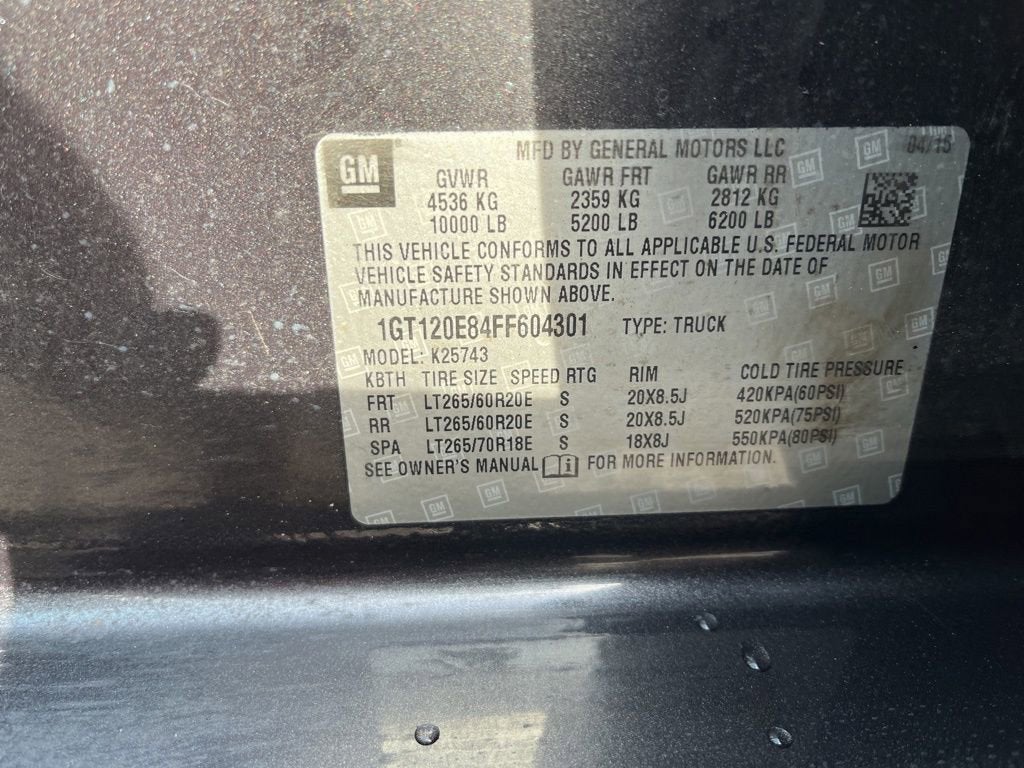 GM
MFD BY GENERAL MOTORS LLC 04/15
GVWR GAWR FRT GAWR RR
4536 KG 2359 KG 2812 KG
10000 LB 5200 LB 6200 LB
THIS VEHICLE CONFORMS TO ALL APPLICABLE U.S. FEDERAL MOTOR
VEHICLE SAFETY STANDARDS IN EFFECT ON THE DATE OF
MANUFACTURE SHOWN ABOVE.
1GT120E84FF604301 TYPE: TRUCK
MODEL: K25743
KBTH TIRE SIZE SPEED RTG RIM COLD TIRE PRESSURE
FRT LT265/60R20E S 20X8.5J 420KPA(60PSI)
RR LT265/60R20E S 20X8.5J 520KPA(75PSI)
SPA LT265/70R18E S 18X8J 550KPA(80PSI)
SEE OWNER'S MANUAL i FOR MORE INFORMATION.